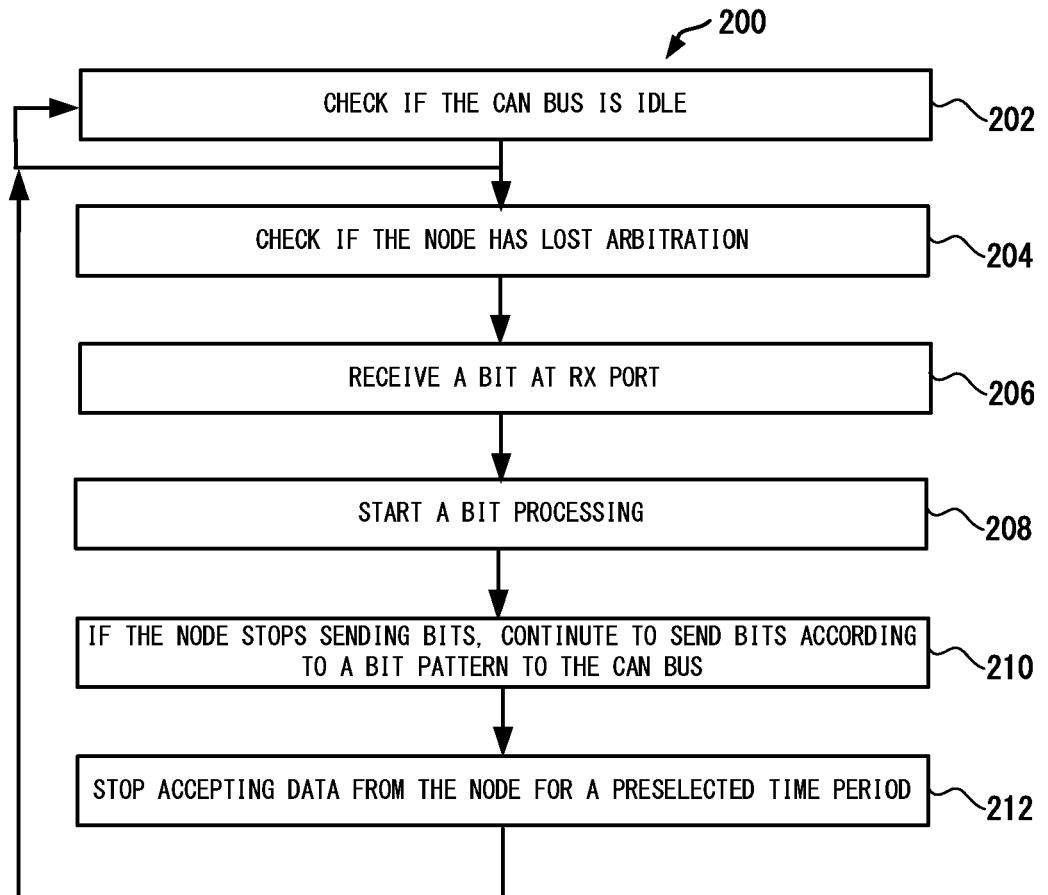 200
CHECK IF THE CAN BUS IS IDLE
202
CHECK IF THE NODE HAS LOST ARBITRATION
204
RECEIVE A BIT AT RX PORT
206
START A BIT PROCESSING
208
IF THE NODE STOPS SENDING BITS, CONTINUTE TO SEND BITS ACCORDING
TO A BIT PATTERN TO THE CAN BUS
210
STOP ACCEPTING DATA FROM THE NODE FOR A PRESELECTED TIME PERIOD
212